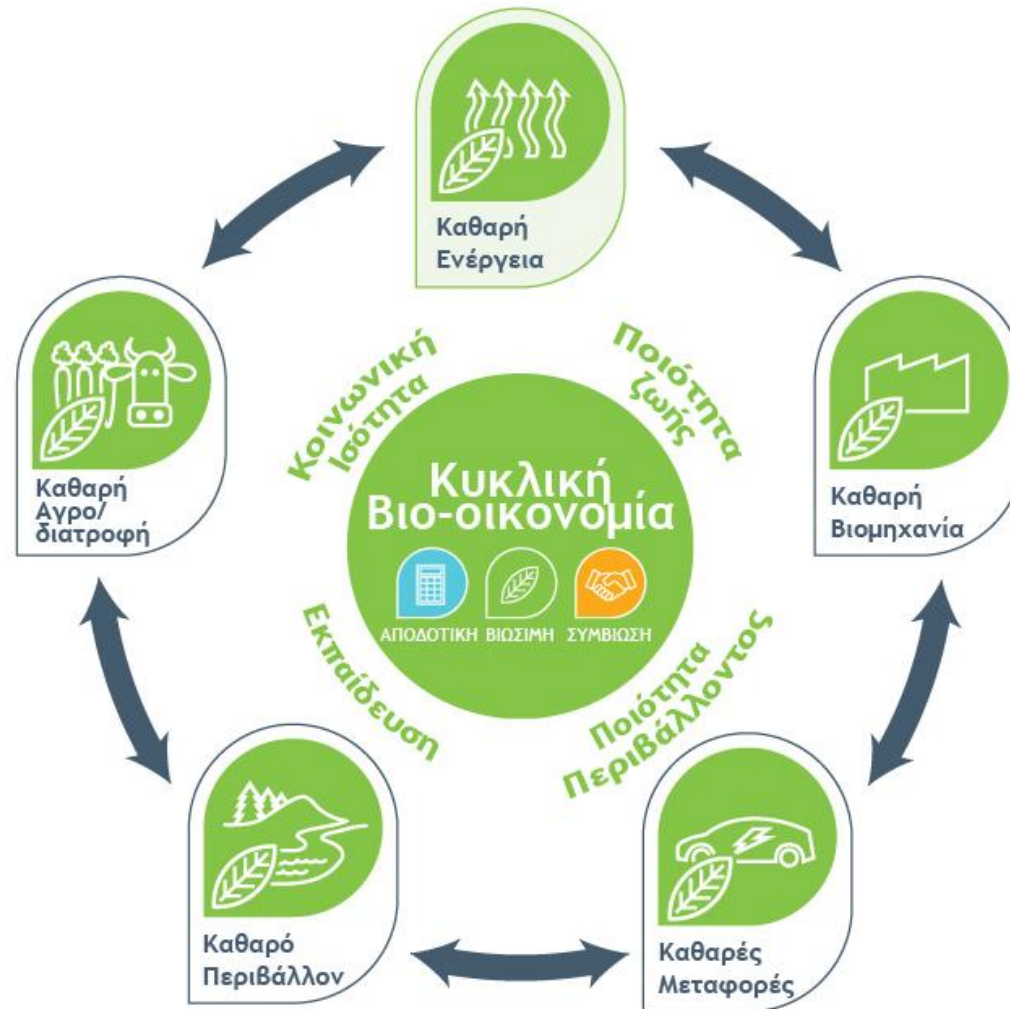 Καθαρή
Ενέργεια
Κοινωνική
Ισότητα
Ποιότητα
ζωής
Καθαρή
Αγρο/
διατροφή
Κυκλική
Βιο-οικονομία
ΑΠΟΔΟΤΙΚΗ ΒΙΩΣΙΜΗ ΣΥΜΒΙΩΣΗ
Καθαρή
Βιομηχανία
Εκπαίδευση
Ποιότητα
Περιβάλλοντος
Καθαρό
Περιβάλλον
Καθαρές
Μεταφορές